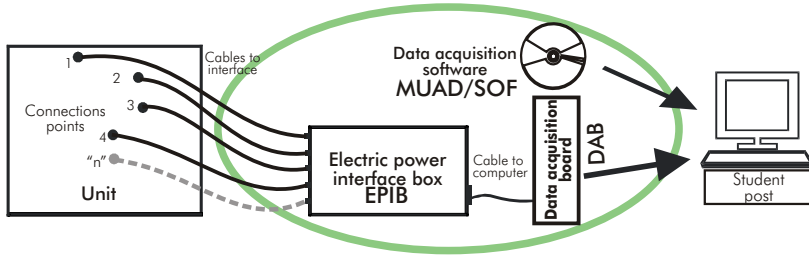 1
2
3
4
"n"
Connections
points
Unit
Cables to
interface
Electric power
interface box
EPIB
Cable to
computer
Data acquisition
software
MUAD/SOF
Data acquisition
board
DAB
Student
post